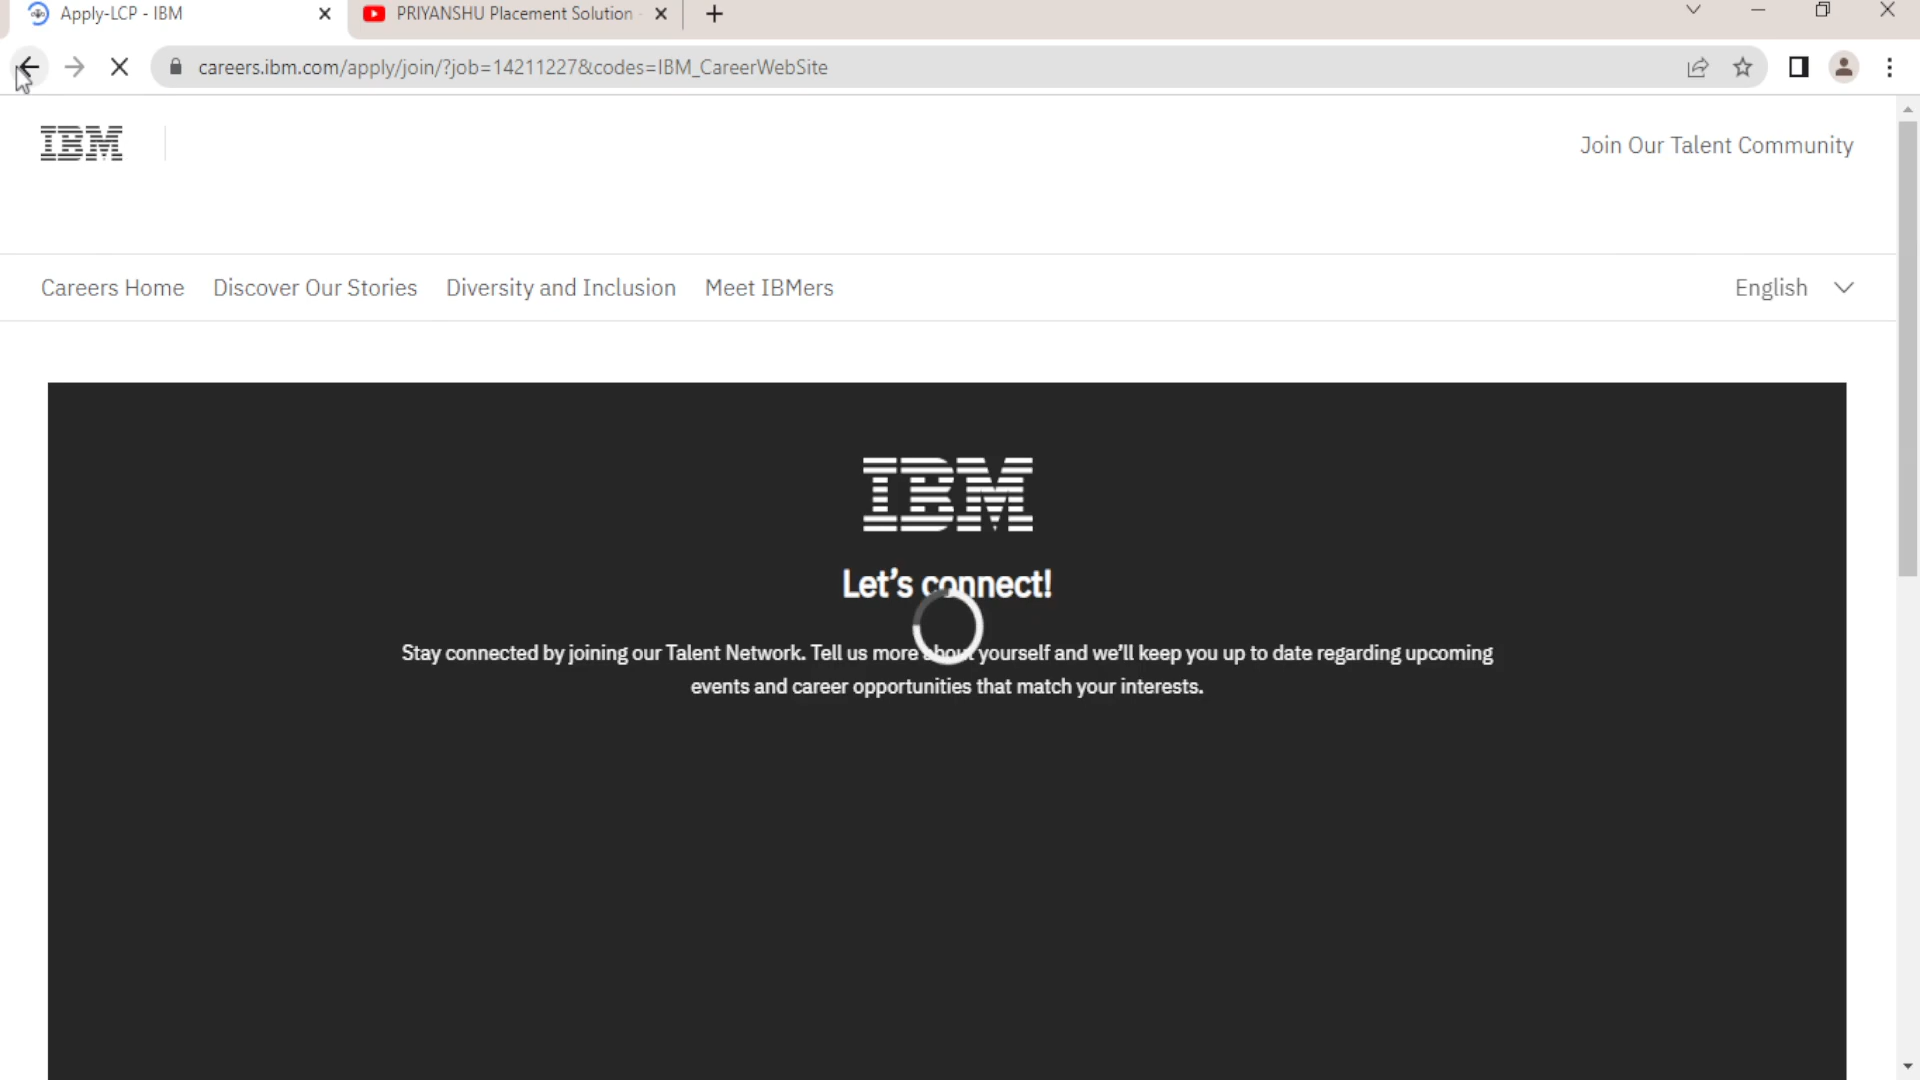 Apply-LCP - IBM
PRIYANSHU Placement Solution
careers.ibm.com/apply/join/?job=14211227&codes=IBM_CareerWebSite
IBM
Join Our Talent Community
Careers Home Discover Our Stories Diversity and Inclusion Meet IBMers English
IBM
Let's connect!
Stay connected by joining our Talent Network. Tell us more about yourself and we'll keep you up to date regarding upcoming
events and career opportunities that match your interests.